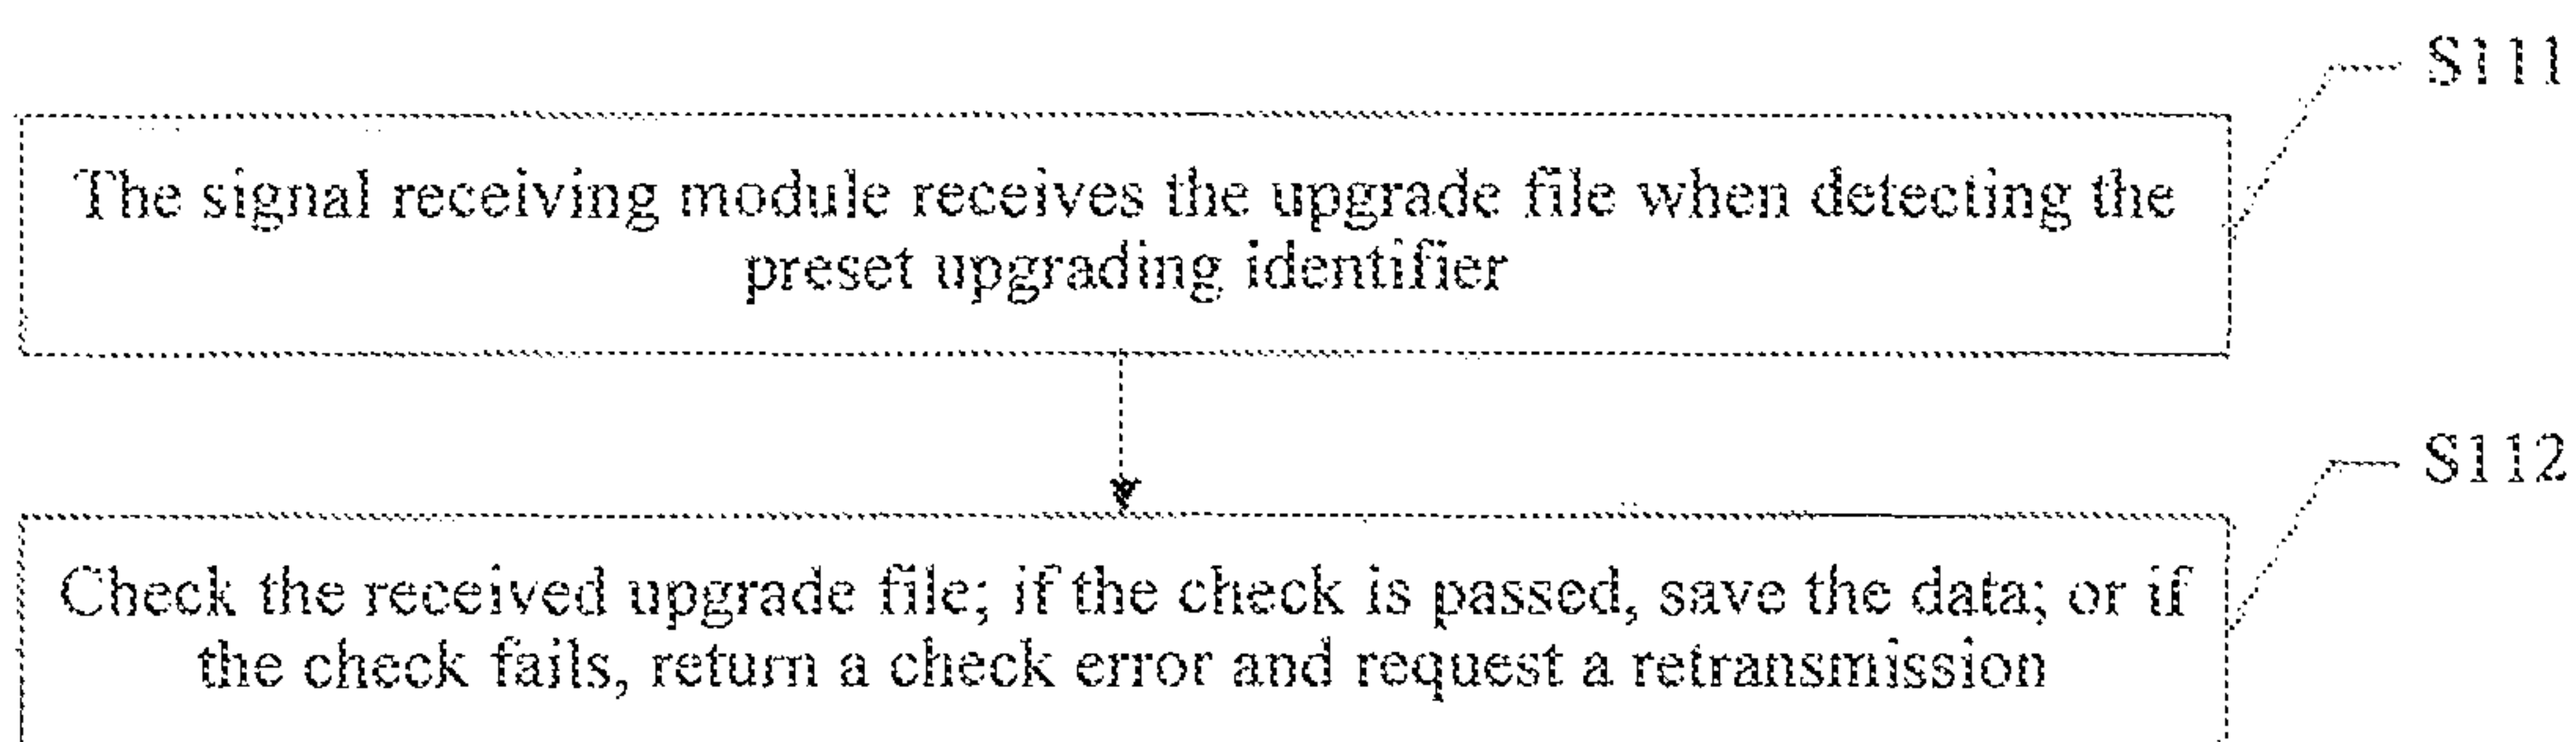 S111
The signal receiving module receives the upgrade file when detecting the
preset upgrading identifier
S112
Check the received upgrade file; if the check is passed, save the data; or if
the check fails, return a check error and request a retransmission